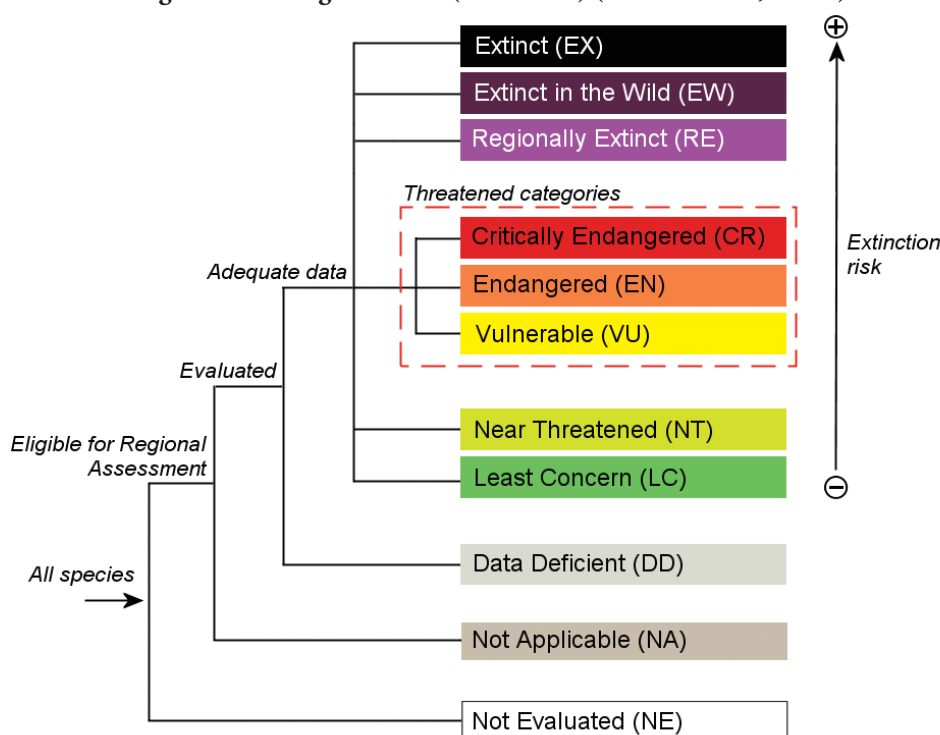 Extinct (EX)
Extinct in the Wild (EW)
Regionally Extinct (RE)
Threatened categories
Critically Endangered (CR)
Adequate data
Endangered (EN)
Extinction
risk
Vulnerable (VU)
Evaluated
Near Threatened (NT)
Eligible for Regional
Assessment
Least Concern (LC)
Data Deficient (DD)
All species
Not Applicable (NA)
Not Evaluated (NE)